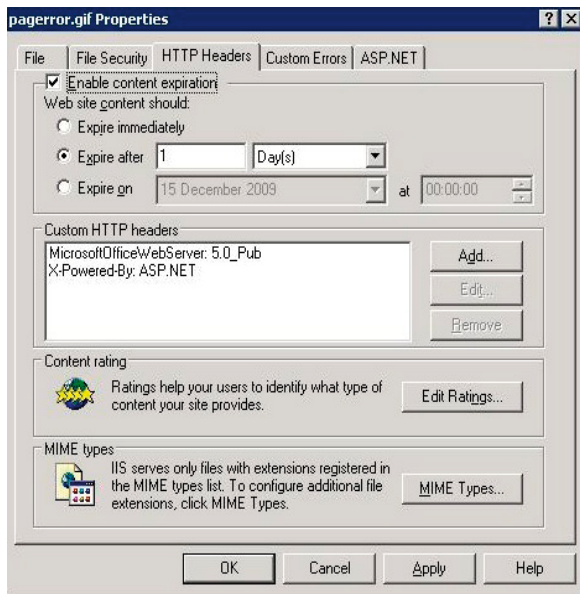 pagerror.gif Properties
File File Security HTTP Headers Custom Errors ASP.NET
Enable content expiration
Web site content should:
Expire immediately
Expire after 1 Day(s)
Expire on 15 December 2009 at 00:00:00
Custom HTTP headers
MicrosoftOfficeWebServer: 5.0_Pub
X-Powered-By: ASP.NET
Add...
Edit...
Remove
Content rating
Ratings help your users to identify what type of
content your site provides.
Edit Ratings...
MIME types
IIS serves only files with extensions registered in
the MIME types list. To configure additional file
extensions, click MIME Types.
MIME Types...
OK Cancel Apply Help